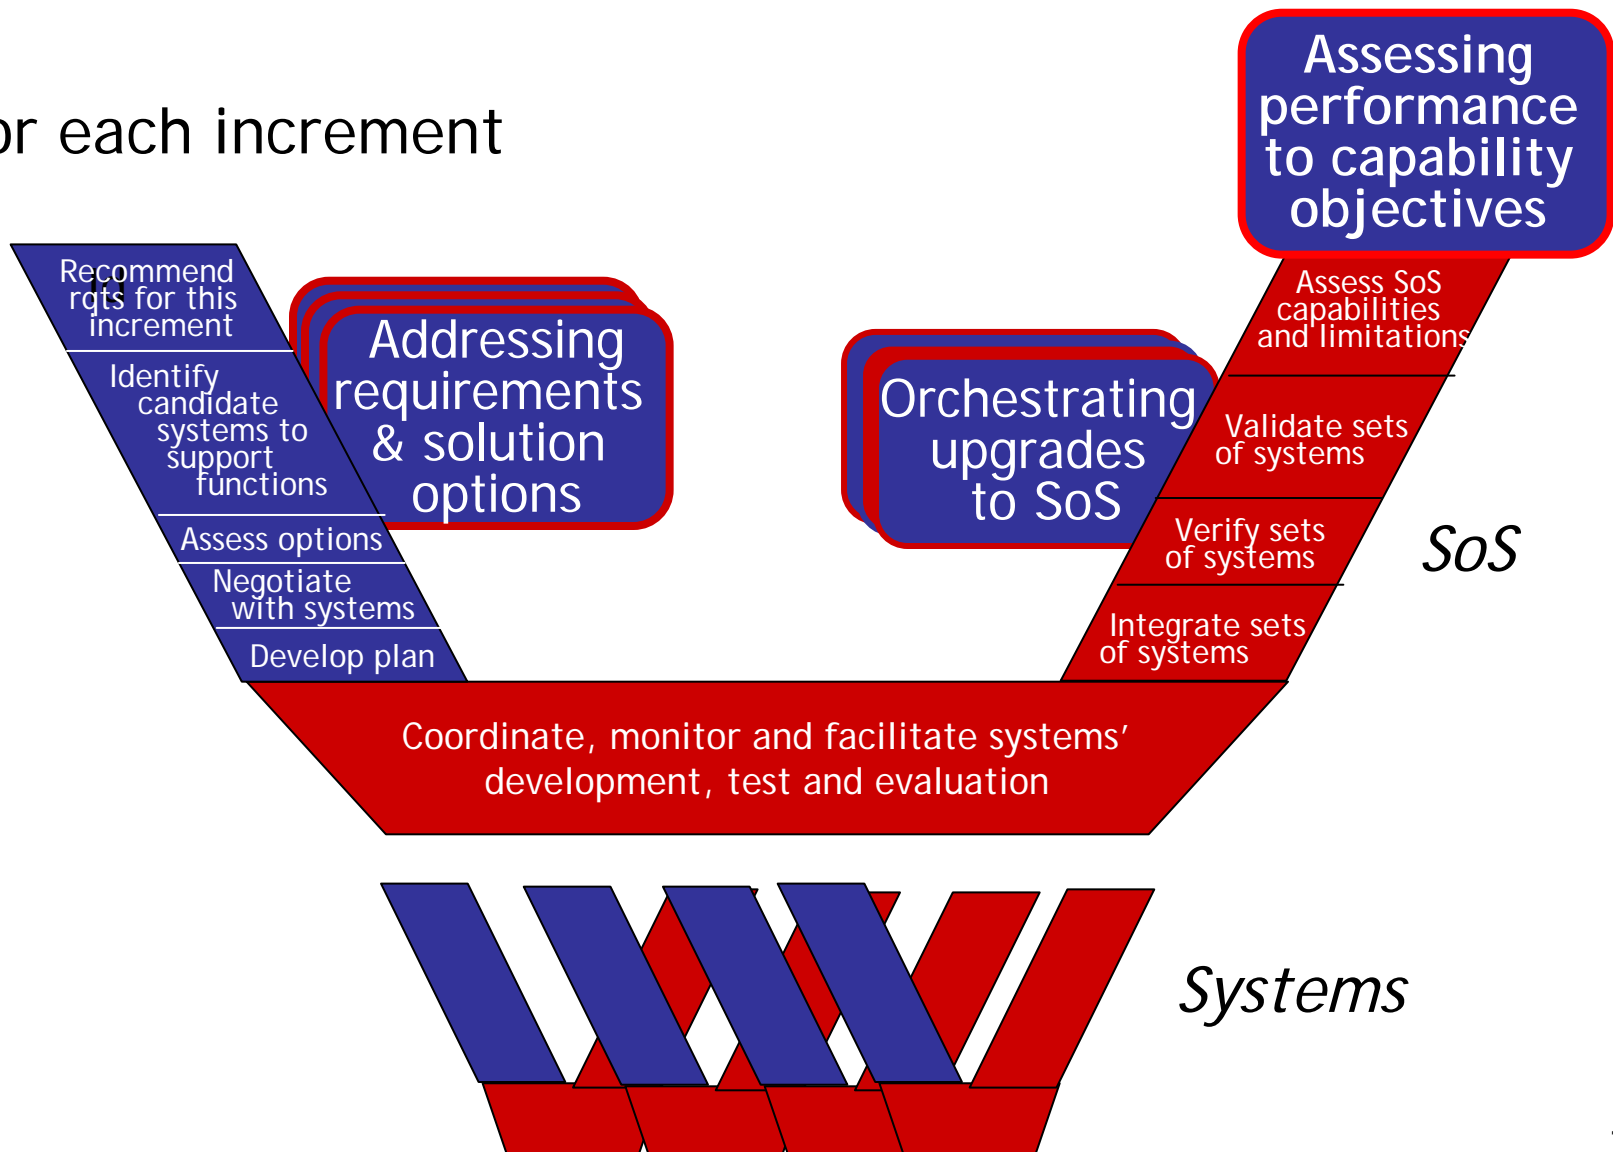 or each increment
Assessing
performance
to capability
objectives
Recommend
rqts for this
increment
Identify
candidate
systems to
support
functions
Assess options
Negotiate
with systems
Develop plan
Addressing
requirements
& solution
options
Orchestrating
upgrades
to SoS
Assess SoS
capabilities
and limitations
Validate sets
of systems
Verify sets
of systems
Integrate sets
of systems
SoS
Coordinate, monitor and facilitate systems’
development, test and evaluation
Systems